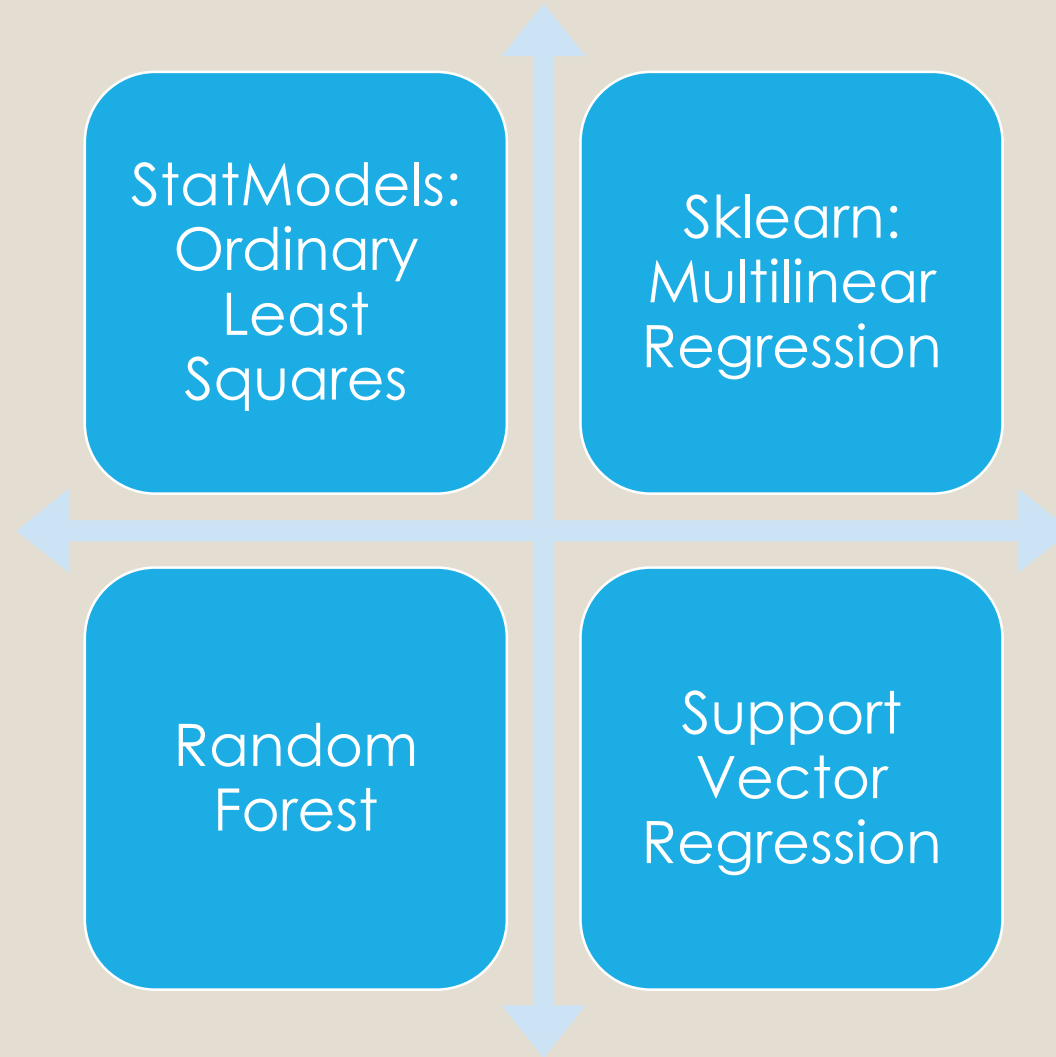 StatModels:
Ordinary
Least
Squares
Sklearn:
Multilinear
Regression
Random
Forest
Support
Vector
Regression